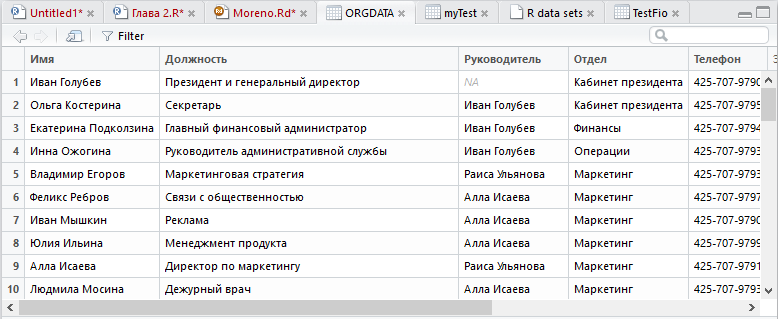 Untitled1* Глава 2.R* Moreno.Rd* ORGDATA myTest R data sets TestFio
Filter
Имя Должность Руководитель Отдел Телефон
1 Иван Голубев Президент и генеральный директор NA Кабинет президента 425-707-9790
2 Ольга Костерина Секретарь Иван Голубев Кабинет президента 425-707-9795
3 Екатерина Подколзина Главный финансовый администратор Иван Голубев Финансы 425-707-9794
4 Инна Ожогина Руководитель административной службы Иван Голубев Операции 425-707-9793
5 Владимир Егоров Маркетинговая стратегия Раиса Ульянова Маркетинг 425-707-9793
6 Феликс Ребров Связи с общественностью Алла Исаева Маркетинг 425-707-9797
7 Иван Мышкин Реклама Алла Исаева Маркетинг 425-707-9790
8 Юлия Ильина Менеджмент продукта Алла Исаева Маркетинг 425-707-9799
9 Алла Исаева Директор по маркетингу Раиса Ульянова Маркетинг 425-707-9791
10 Людмила Мосина Дежурный врач Алла Исаева Маркетинг 425-707-9793